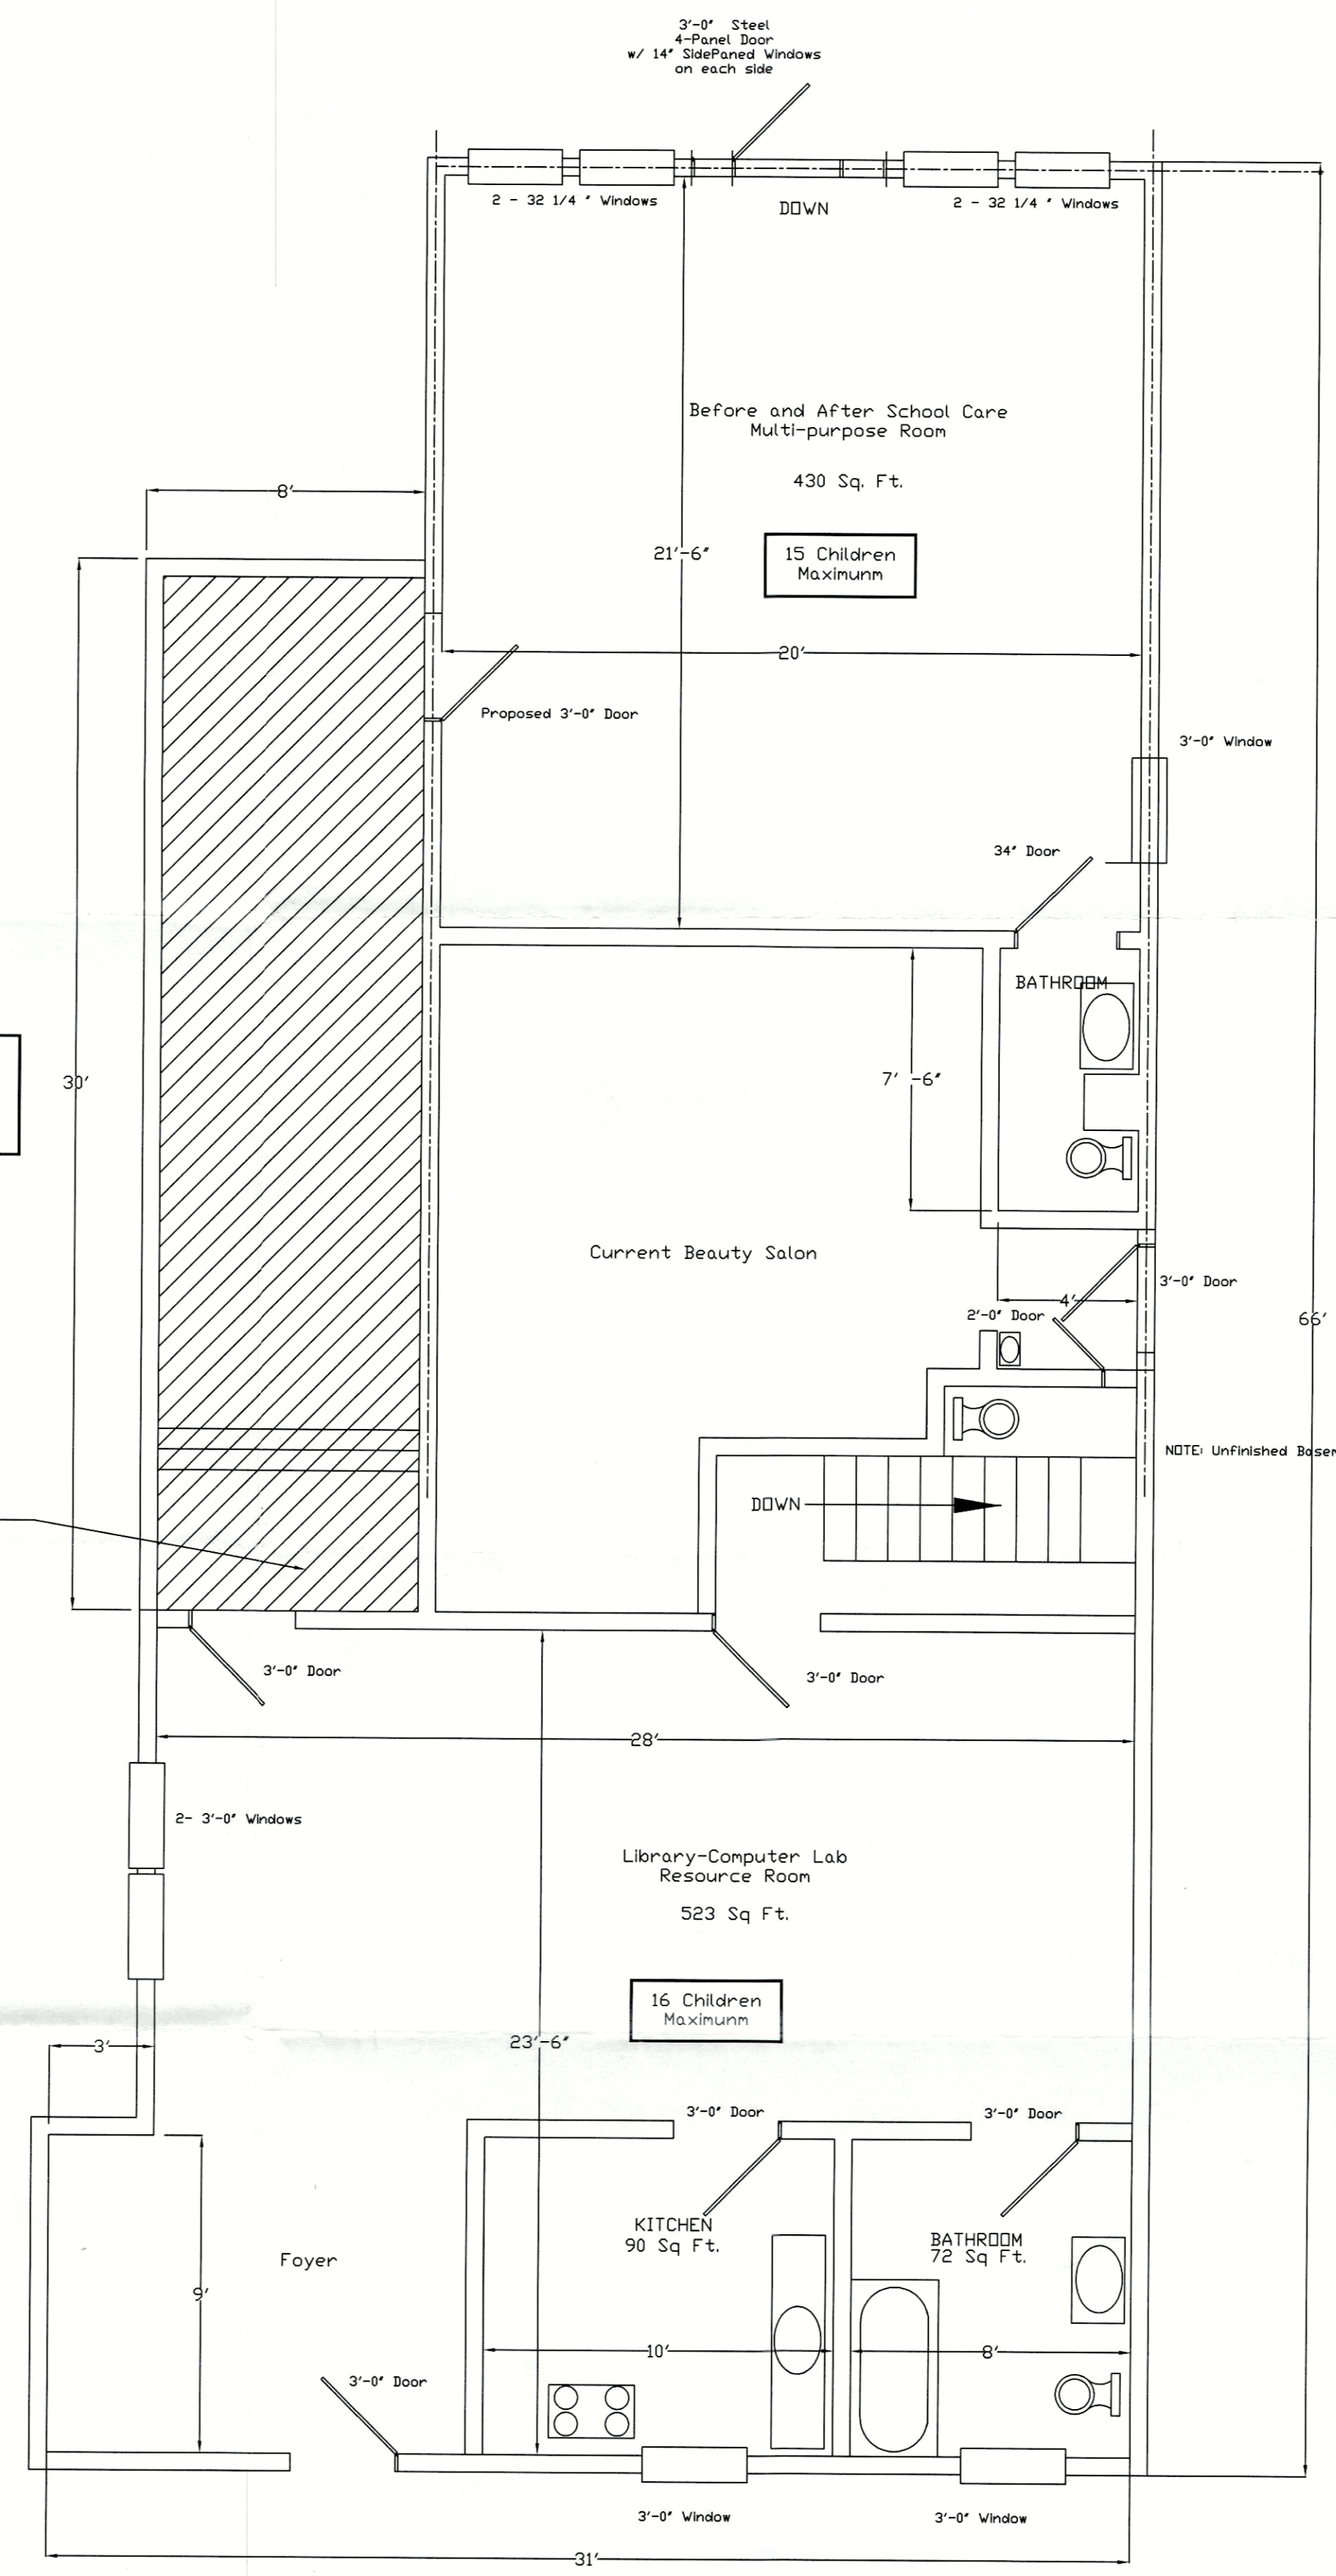 3'-0" Steel
4-Panel Door
w/ 14" SidePaned Windows
on each side
2 - 32 1/4 " Windows
DOWN
2 - 32 1/4 " Windows
Before and After School Care
Multi-purpose Room
430 Sq. Ft.
8'
21'-6"
15 Children
Maximunm
20'
Proposed 3'-0" Door
3'-0" Window
34" Door
BATHROOM
30'
7' -6"
Current Beauty Salon
3'-0" Door
4'
2'-0" Door
66'
NOTE: Unfinished
DOWN
3'-0" Door
3'-0" Door
28'
2- 3'-0" Windows
Library-Computer Lab
Resource Room
523 Sq Ft.
16 Children
Maximunm
23'-6"
3'
3'-0" Door
3'-0" Door
KITCHEN
90 Sq Ft.
BATHROOM
72 Sq Ft.
Foyer
9'
10'
8'
3'-0" Door
3'-0" Window
3'-0" Window
31'